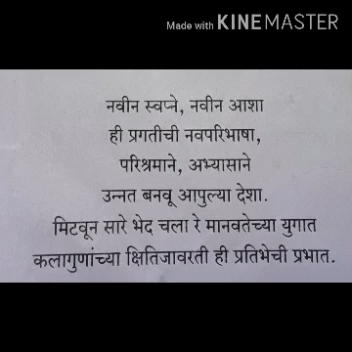 Made with KINEMASTER
नवीन स्वप्ने, नवीन आशा
ही प्रगतीची नवपरिभाषा,
परिश्रमाने, अभ्यासाने
उन्नत बनवू आपुल्या देशा.
मिटवून सारे भेद चला रे मानवतेच्या युगात
कलागुणांच्या क्षितिजावरती ही प्रतिभेची प्रभात.